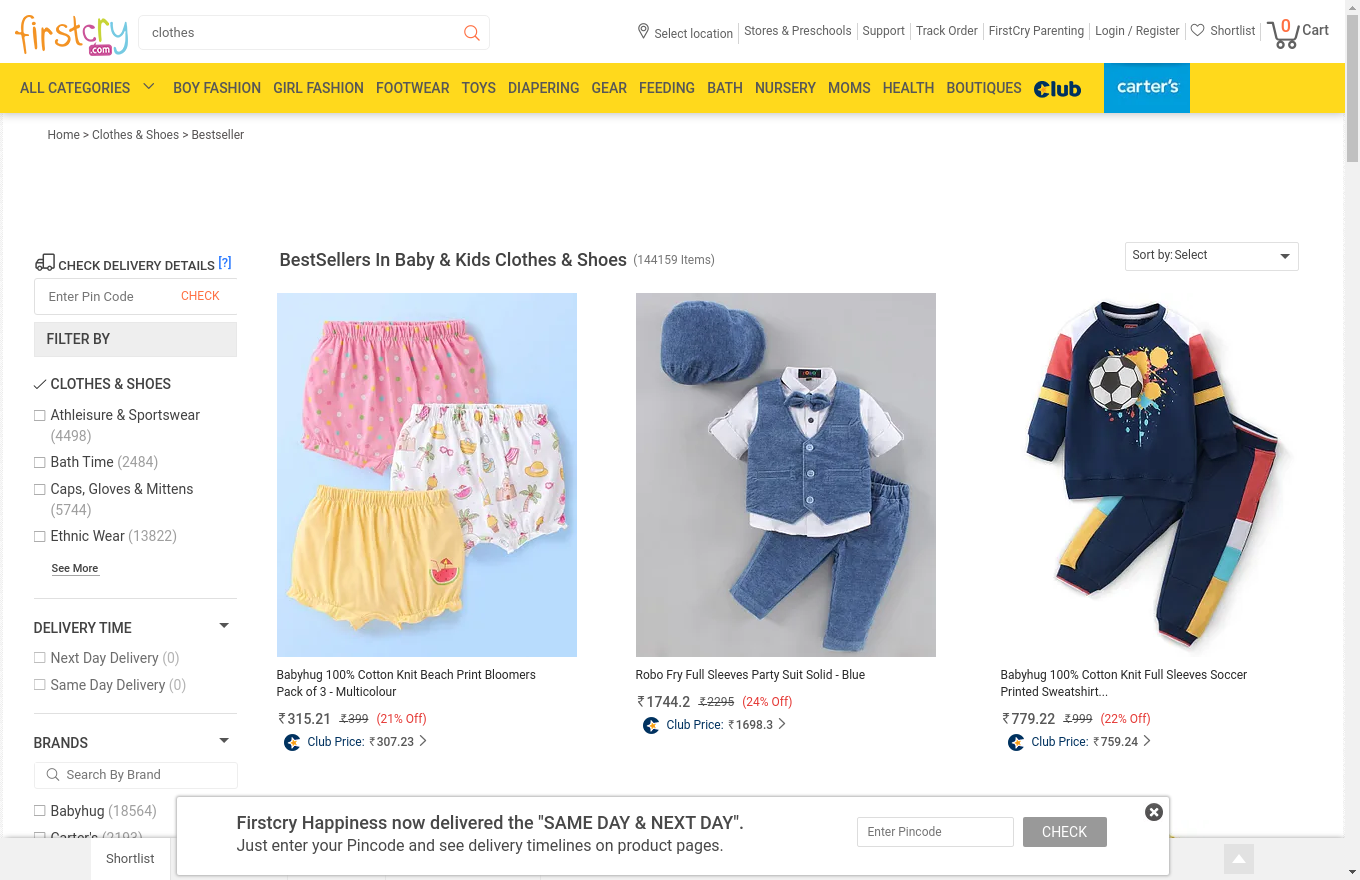 firstcry
.com
clothes
Select location
Stores & Preschools
Support
Track Order
FirstCry Parenting
Login / Register
Shortlist
0
Cart
ALL CATEGORIES
BOY FASHION
GIRL FASHION
FOOTWEAR
TOYS
DIAPERING
GEAR
FEEDING
BATH
NURSERY
MOMS
HEALTH
BOUTIQUES
Club
carter's
Home > Clothes & Shoes > Bestseller
CHECK DELIVERY DETAILS [?]
Enter Pin Code
CHECK
FILTER BY
CLOTHES & SHOES
Athleisure & Sportswear
(4498)
Bath Time (2484)
Caps, Gloves & Mittens
(5744)
Ethnic Wear (13822)
See More
DELIVERY TIME
Next Day Delivery (0)
Same Day Delivery (0)
BRANDS
Search By Brand
Babyhug (18564)
Carter's (2193)
BestSellers In Baby & Kids Clothes & Shoes (144159 Items)
Sort by: Select
Babyhug 100% Cotton Knit Beach Print Bloomers
Pack of 3 - Multicolour
₹315.21 ₹399 (21% Off)
Club Price: ₹307.23
Robo Fry Full Sleeves Party Suit Solid - Blue
₹1744.2 ₹2295 (24% Off)
Club Price: ₹1698.3
Babyhug 100% Cotton Knit Full Sleeves Soccer
Printed Sweatshirt...
₹779.22 ₹999 (22% Off)
Club Price: ₹759.24
Firstcry Happiness now delivered the "SAME DAY & NEXT DAY".
Just enter your Pincode and see delivery timelines on product pages.
Enter Pincode
CHECK
Shortlist